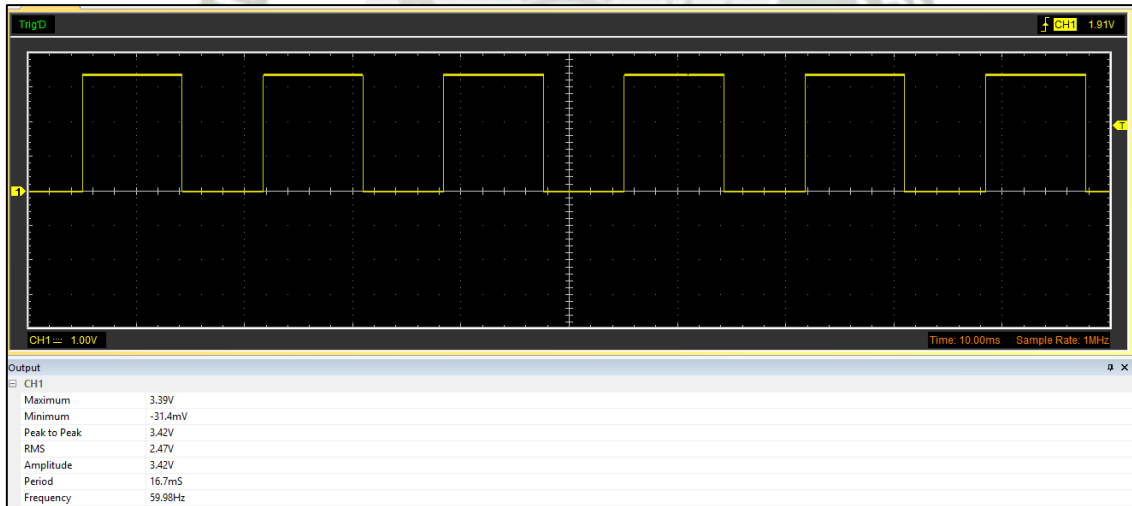 Trig'D
CH1 1.91V
T
1
CH1 1.00V
Time: 10.00ms Sample Rate: 1MHz
Output
CH1
Maximum 3.39V
Minimum -31.4mV
Peak to Peak 3.42V
RMS 2.47V
Amplitude 3.42V
Period 16.7mS
Frequency 59.98Hz